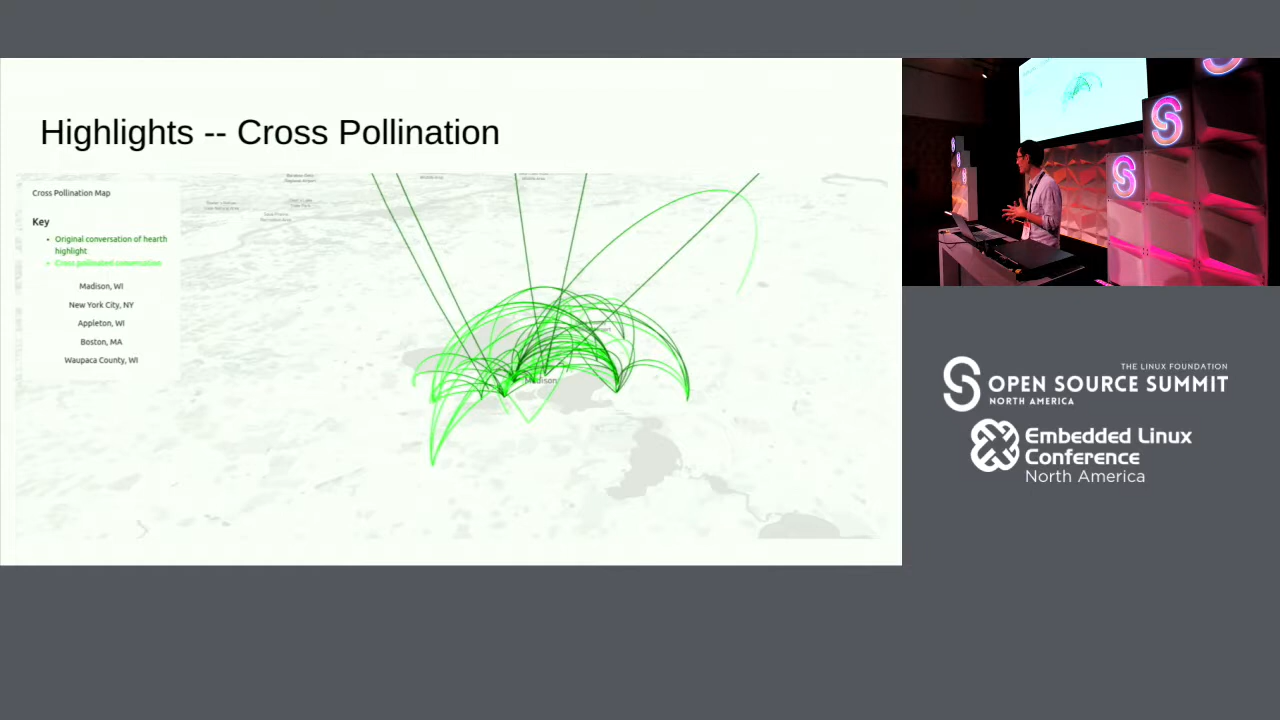 Highlights -- Cross Pollination
Cross Pollination Map
Key
• Original conversation of hearth
highlight
• Cross pollinated conversation
Madison, WI
New York City, NY
Appleton, WI
Boston, MA
Waupaca County, WI
Madison
THE LINUX FOUNDATION
OPEN SOURCE SUMMIT
NORTH AMERICA
Embedded Linux
Conference
North America